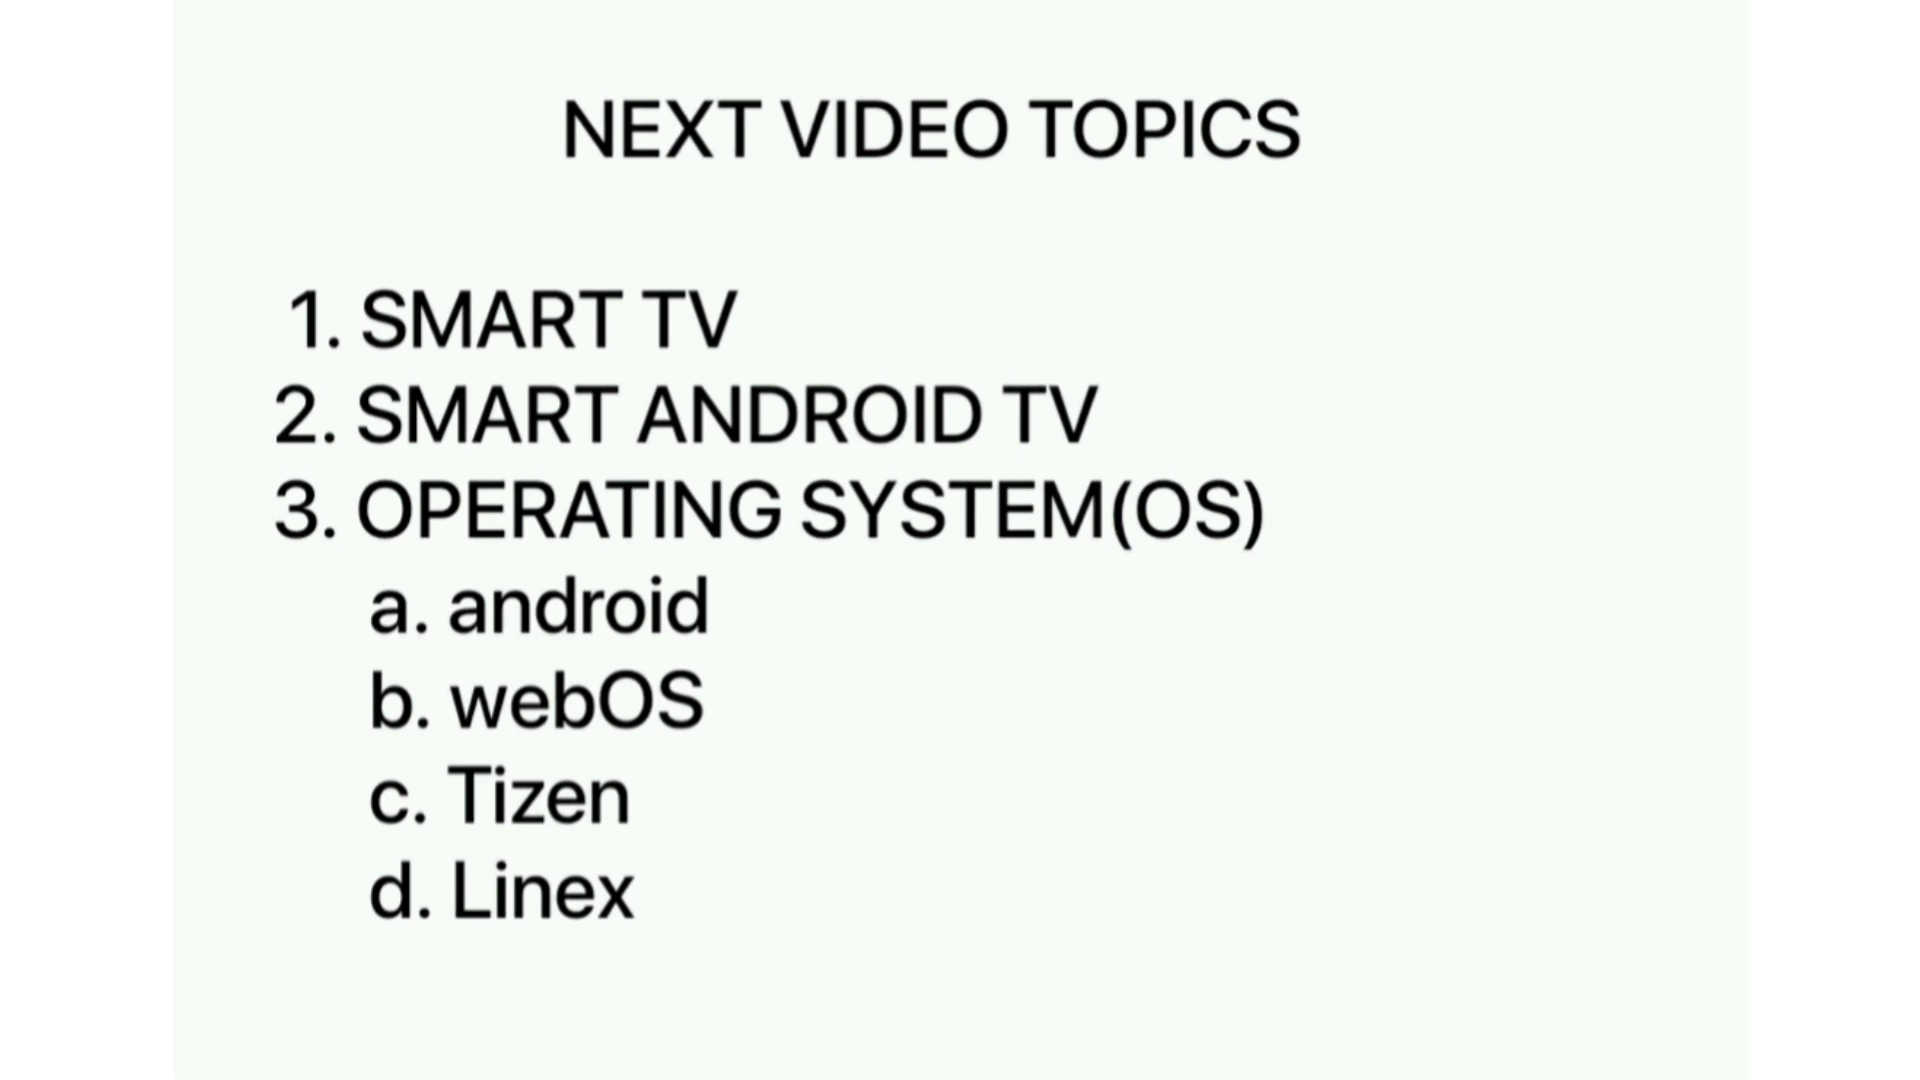 NEXT VIDEO TOPICS
1. SMART TV
2. SMART ANDROID TV
3. OPERATING SYSTEM(OS)
a. android
b. webOS
c. Tizen
d. Linex